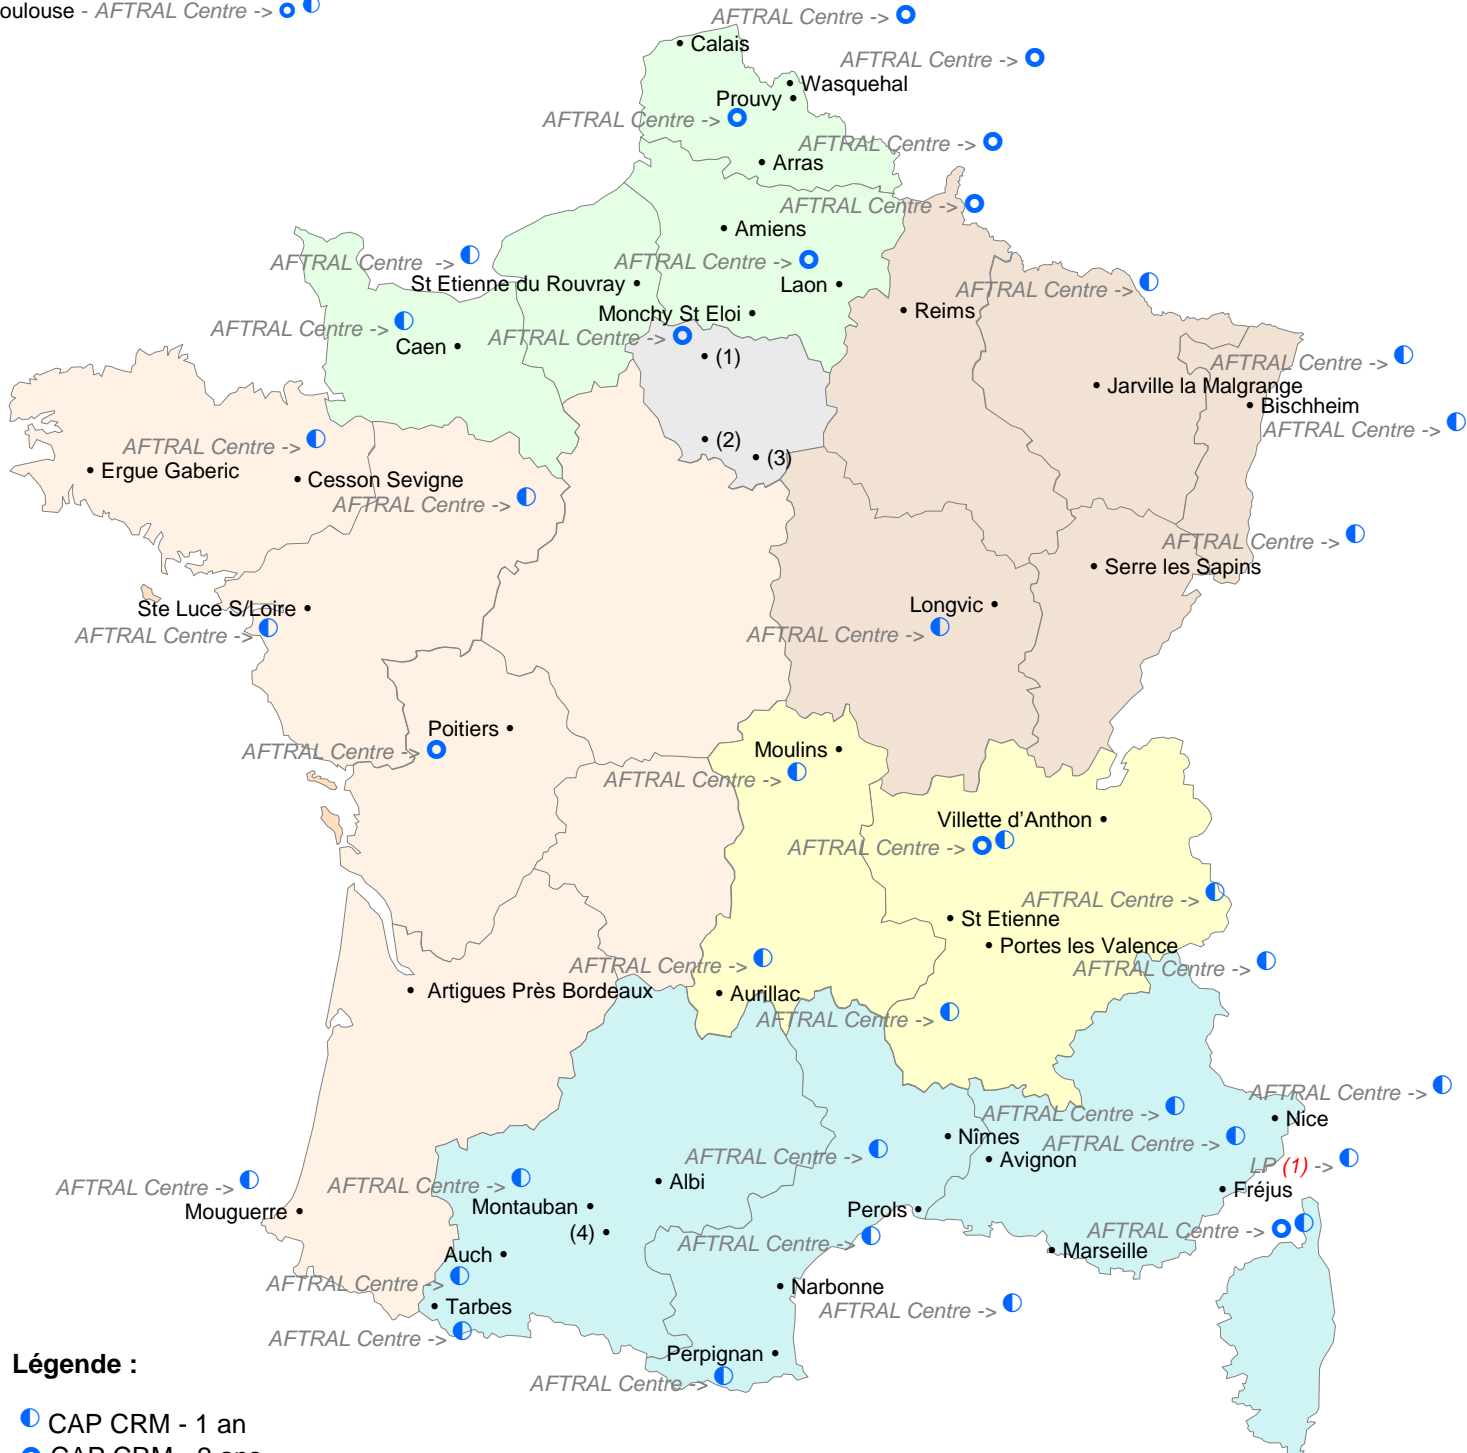 oulouse - AFTRAL Centre ->
AFTRAL Centre ->
• Calais
AFTRAL Centre ->
• Wasquehal
Prouvy •
AFTRAL Centre ->
AFTRAL Centre ->
• Arras
AFTRAL Centre ->
• Amiens
AFTRAL Centre ->
AFTRAL Centre ->
St Etienne du Rouvray •
Laon •
AFTRAL Centre ->
Monchy St Eloi •
• Reims
AFTRAL Centre ->
AFTRAL Centre ->
Caen •
• (1)
AFTRAL Centre ->
• Jarville la Malgrange
• Bischheim
AFTRAL Centre ->
AFTRAL Centre ->
• (2)
• (3)
• Ergue Gaberic
• Cesson Sevigne
AFTRAL Centre ->
AFTRAL Centre ->
• Serre les Sapins
Ste Luce S/Loire •
Longvic •
AFTRAL Centre ->
AFTRAL Centre ->
Poitiers •
AFTRAL Centre ->
Moulins •
AFTRAL Centre ->
Villette d'Anthon •
AFTRAL Centre ->
AFTRAL Centre ->
• St Etienne
• Portes les Valence
AFTRAL Centre ->
AFTRAL Centre ->
• Artigues Près Bordeaux
• Aurillac
AFTRAL Centre ->
AFTRAL Centre ->
AFTRAL Centre ->
• Nice
• Nîmes
AFTRAL Centre ->
• Avignon
AFTRAL Centre ->
LP (1) ->
AFTRAL Centre ->
AFTRAL Centre ->
• Albi
• Fréjus
Montauban •
Mouguerre •
Perols •
(4) •
AFTRAL Centre ->
AFTRAL Centre ->
• Marseille
Auch •
AFTRAL Centre ->
• Narbonne
• Tarbes
AFTRAL Centre ->
AFTRAL Centre ->
Perpignan •
AFTRAL Centre ->
Légende :
CAP CRM - 1 an
CAP CRM - 2 ans